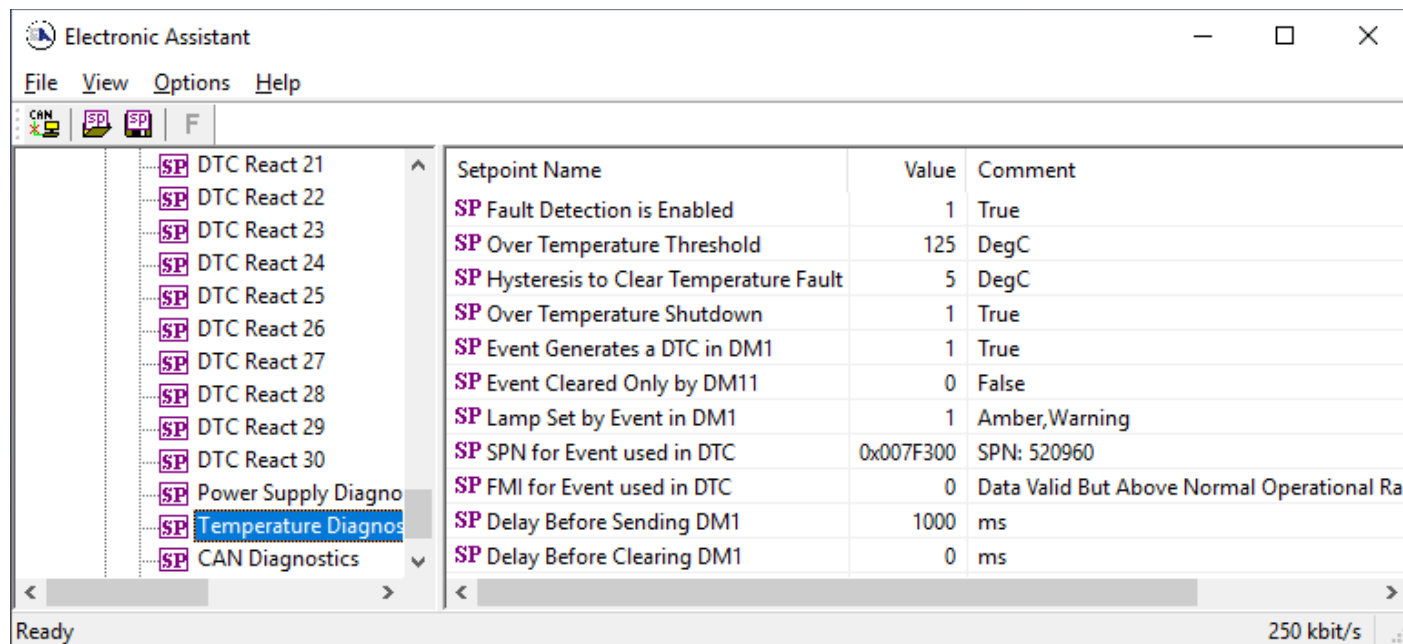 Electronic Assistant
File View Options Help
CAN SP SP F
SP DTC React 21
SP DTC React 22
SP DTC React 23
SP DTC React 24
SP DTC React 25
SP DTC React 26
SP DTC React 27
SP DTC React 28
SP DTC React 29
SP DTC React 30
SP Power Supply Diagno
SP Temperature Diagnos
SP CAN Diagnostics
Setpoint Name Value Comment
SP Fault Detection is Enabled 1 True
SP Over Temperature Threshold 125 DegC
SP Hysteresis to Clear Temperature Fault 5 DegC
SP Over Temperature Shutdown 1 True
SP Event Generates a DTC in DM1 1 True
SP Event Cleared Only by DM11 0 False
SP Lamp Set by Event in DM1 1 Amber,Warning
SP SPN for Event used in DTC 0x007F300 SPN: 520960
SP FMI for Event used in DTC 0 Data Valid But Above Normal Operational Ra
SP Delay Before Sending DM1 1000 ms
SP Delay Before Clearing DM1 0 ms
Ready 250 kbit/s